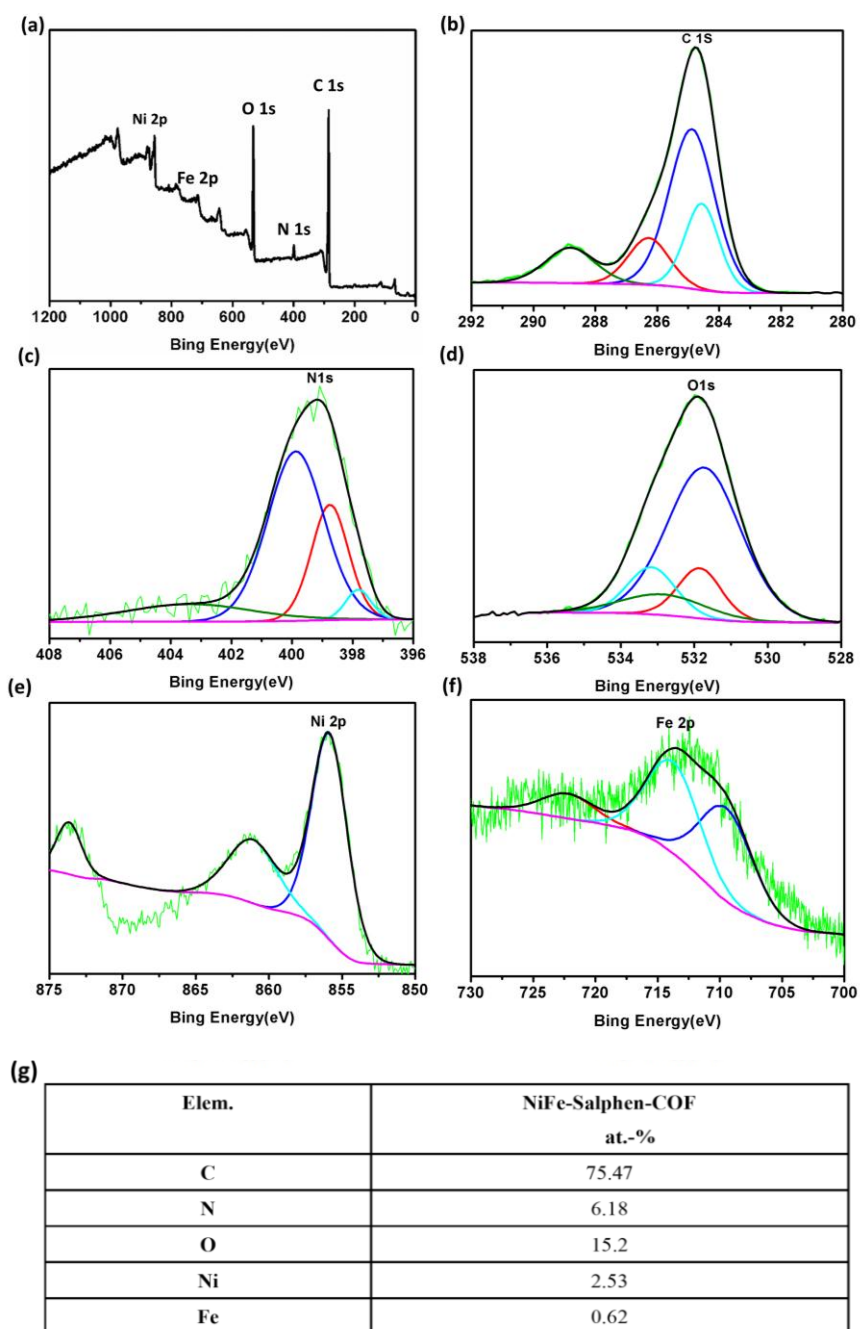 (a)
Ni 2p
Fe 2p
O 1s
N 1s
C 1s
1200 1000 800 600 400 200 0
Bing Energy(eV)
(b)
C 1S
292 290 288 286 284 282 280
Bing Energy(eV)
(c)
N1s
408 406 404 402 400 398 396
Bing Energy(eV)
(d)
O1s
538 536 534 532 530 528
Bing Energy(eV)
(e)
Ni 2p
875 870 865 860 855 850
Bing Energy(eV)
(f)
Fe 2p
730 725 720 715 710 705 700
Bing Energy(eV)
(g)
Elem. NiFe-Salphen-COF
at.-%
C 75.47
N 6.18
O 15.2
Ni 2.53
Fe 0.62